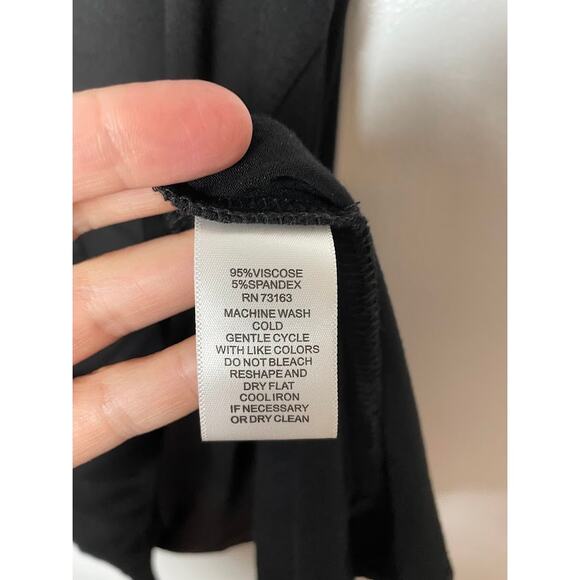 95%VISCOSE
5%SPANDEX
RN 73163
MACHINE WASH
COLD
GENTLE CYCLE
WITH LIKE COLORS
DO NOT BLEACH
RESHAPE AND
DRY FLAT
COOL IRON
IF NECESSARY
OR DRY CLEAN